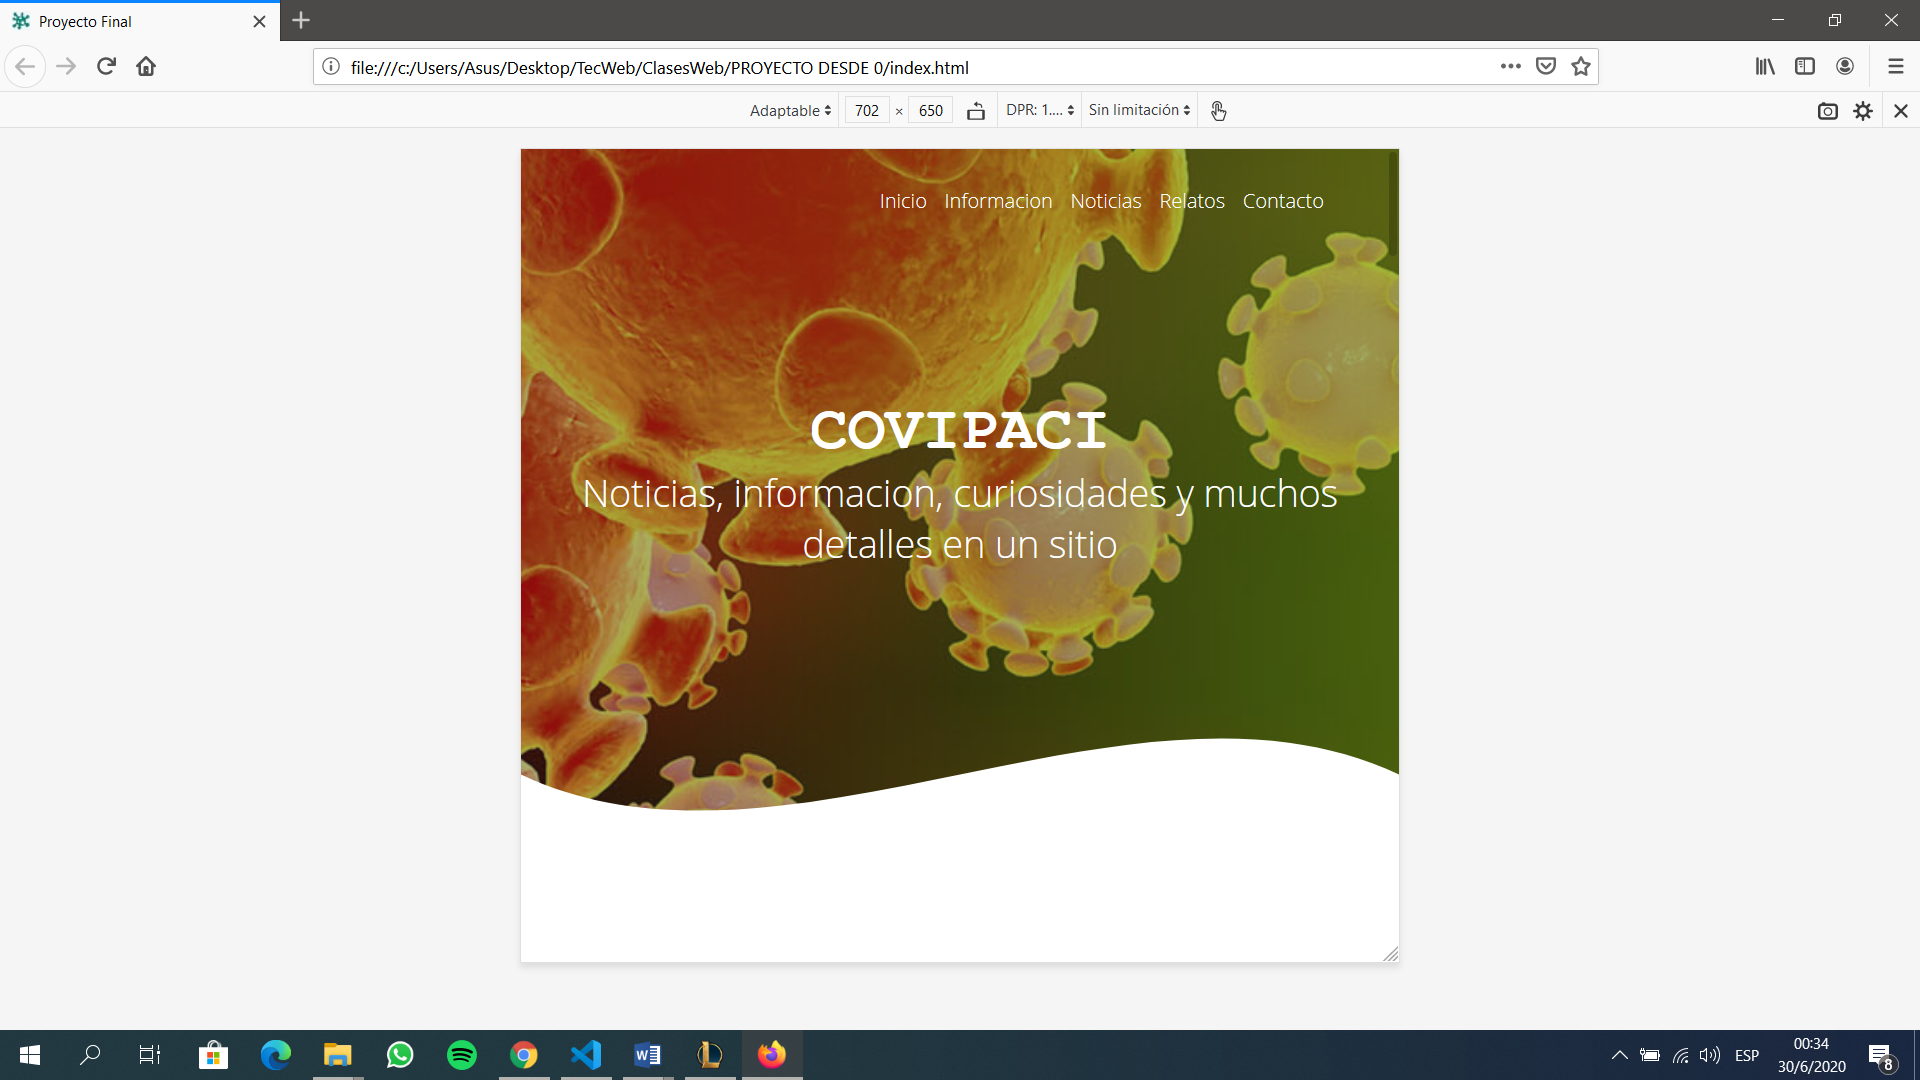 Proyecto Final
file:///c:/Users/Asus/Desktop/TecWeb/ClasesWeb/PROYECTO DESDE 0/index.html
Adaptable 702 × 650 DPR: 1.... Sin limitación
Inicio Informacion Noticias Relatos Contacto
COVIPACI
Noticias, informacion, curiosidades y muchos
detalles en un sitio
ESP
00:34
30/6/2020
8